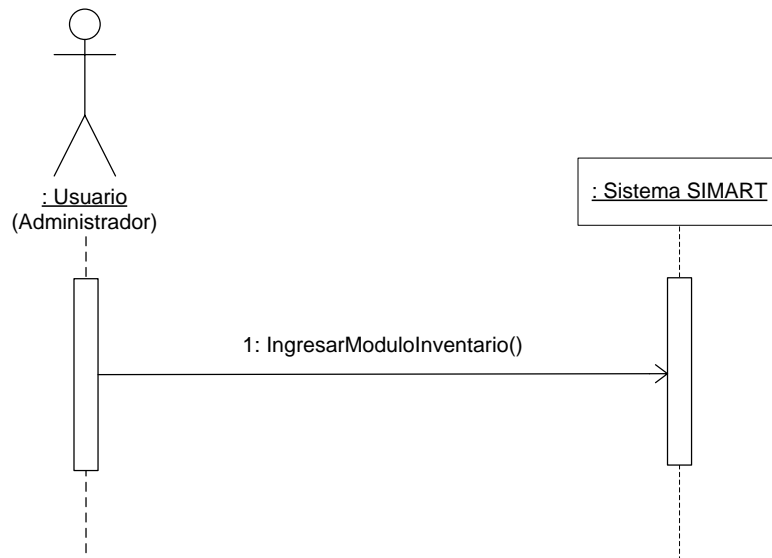 : Usuario
(Administrador)
: Sistema SIMART
1: IngresarModuloInventario()